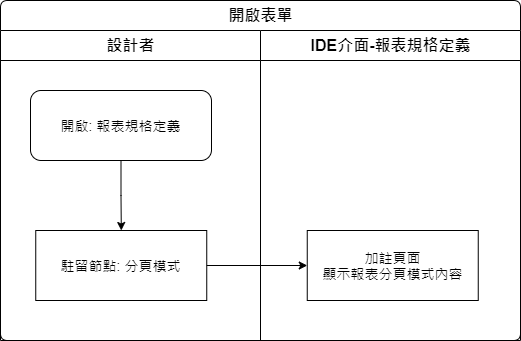 開啟表單
設計者
IDE介面-報表規格定義
開啟: 報表規格定義
駐留節點: 分頁模式
加註頁面
顯示報表分頁模式內容